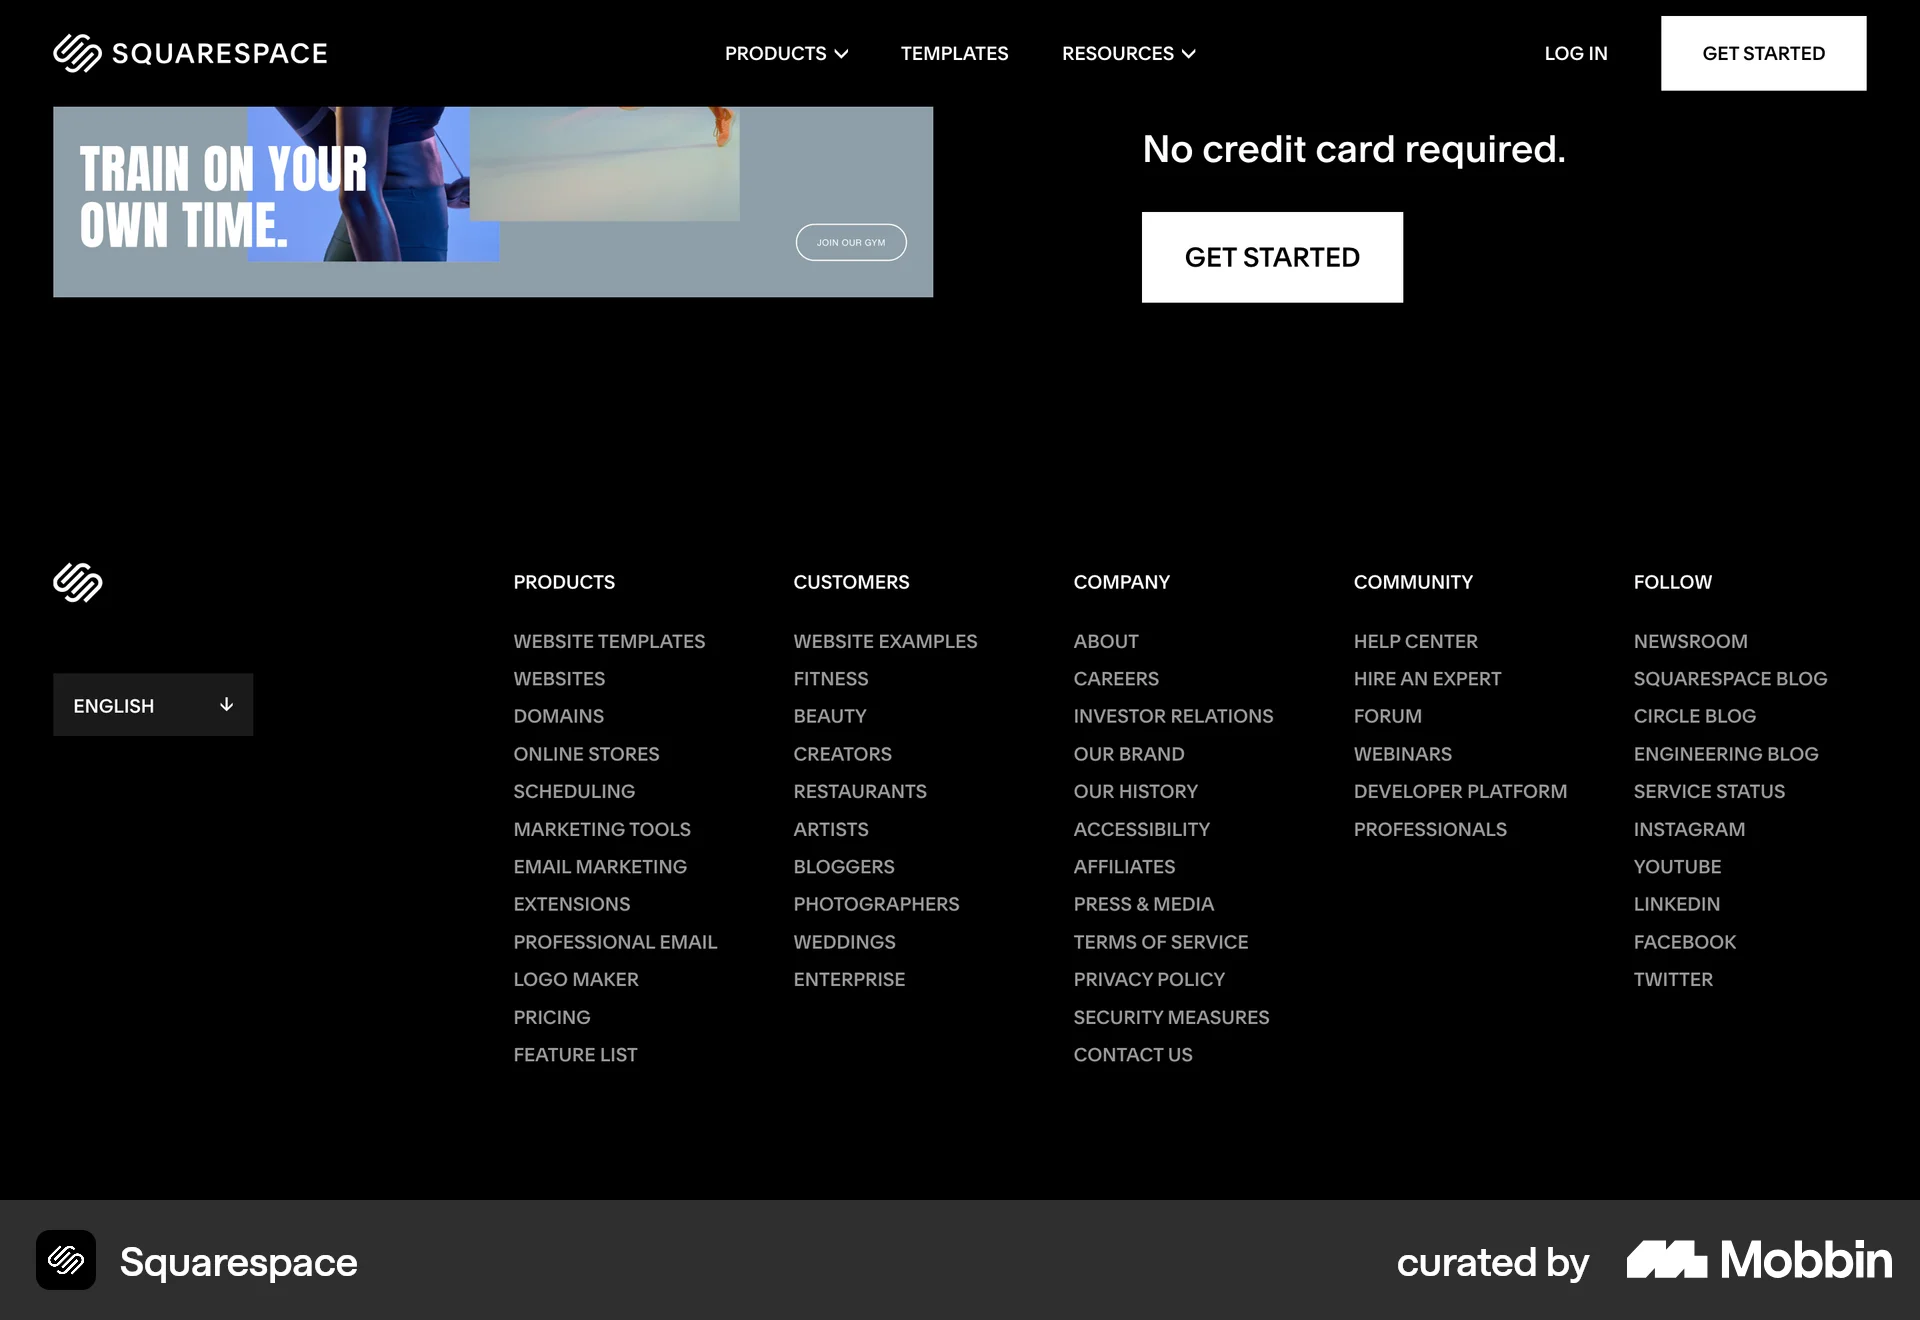 SQUARESPACE
PRODUCTS
TEMPLATES
RESOURCES
LOG IN
GET STARTED
TRAIN ON YOUR
OWN TIME.
JOIN OUR GYM
No credit card required.
GET STARTED
ENGLISH
PRODUCTS
WEBSITE TEMPLATES
WEBSITES
DOMAINS
ONLINE STORES
SCHEDULING
MARKETING TOOLS
EMAIL MARKETING
EXTENSIONS
PROFESSIONAL EMAIL
LOGO MAKER
PRICING
FEATURE LIST
CUSTOMERS
WEBSITE EXAMPLES
FITNESS
BEAUTY
CREATORS
RESTAURANTS
ARTISTS
BLOGGERS
PHOTOGRAPHERS
WEDDINGS
ENTERPRISE
COMPANY
ABOUT
CAREERS
INVESTOR RELATIONS
OUR BRAND
OUR HISTORY
ACCESSIBILITY
AFFILIATES
PRESS & MEDIA
TERMS OF SERVICE
PRIVACY POLICY
SECURITY MEASURES
CONTACT US
COMMUNITY
HELP CENTER
HIRE AN EXPERT
FORUM
WEBINARS
DEVELOPER PLATFORM
PROFESSIONALS
FOLLOW
NEWSROOM
SQUARESPACE BLOG
CIRCLE BLOG
ENGINEERING BLOG
SERVICE STATUS
INSTAGRAM
YOUTUBE
LINKEDIN
FACEBOOK
TWITTER
Squarespace
curated by
Mobbin